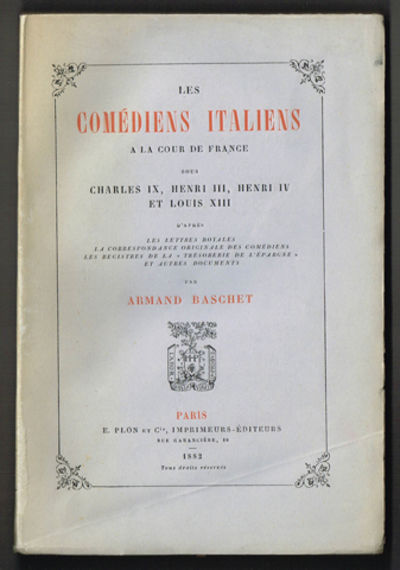 LES
COMÉDIENS ITALIENS
A LA COUR DE FRANCE
SOUS
CHARLES IX, HENRI III, HENRI IV
ET LOUIS XIII
D'APRÈS
LES LETTRES ROYALES
LA CORRESPONDANCE ORIGINALE DES COMÉDIENS
LES REGISTRES DE LA « TRÉSORERIE DE L'ÉPARGNE »
ET AUTRES DOCUMENTS
PAR
ARMAND BASCHET
LABOR
PARIS
E. PLON ET Cie, IMPRIMEURS-ÉDITEURS
RUE GARANCIÈRE, 10
1882
Tous droits réservés